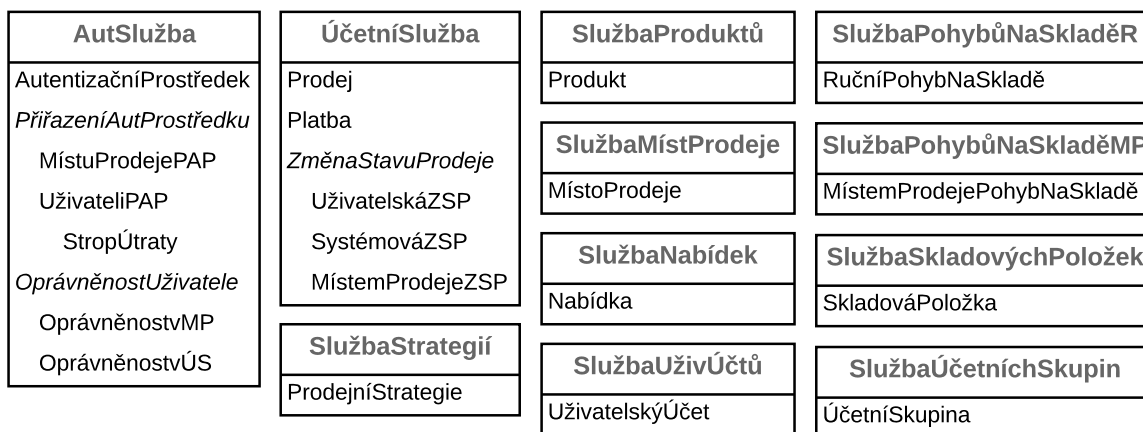 AutSlužba
AutentizačníProstředek
PřiřazeníAutProstředku
MístuProdejePAP
UživateliPAP
StropÚtraty
OprávněnostUživatele
OprávněnostvMP
OprávněnostvÚS
ÚčetníSlužba
Prodej
Platba
ZměnaStavuProdeje
UživatelskáZSP
SystémováZSP
MístemProdejeZSP
SlužbaStrategií
ProdejníStrategie
SlužbaProduktů
Produkt
SlužbaMístProdeje
MístoProdeje
SlužbaNabídek
Nabídka
SlužbaUživÚčtů
UživatelskýÚčet
SlužbaPohybůNaSkladěR
RučníPohybNaSkladě
SlužbaPohybůNaSkladěMP
MístemProdejePohybNaSkladě
SlužbaSkladovýchPoložek
SkladováPoložka
SlužbaÚčetníchSkupin
ÚčetníSkupina